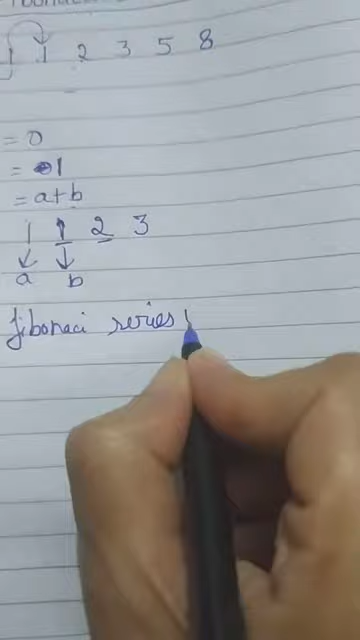 1 1 2 3 5 8
= 0
= 1
= a+b
1 1 2 3
a b
fibonaci series